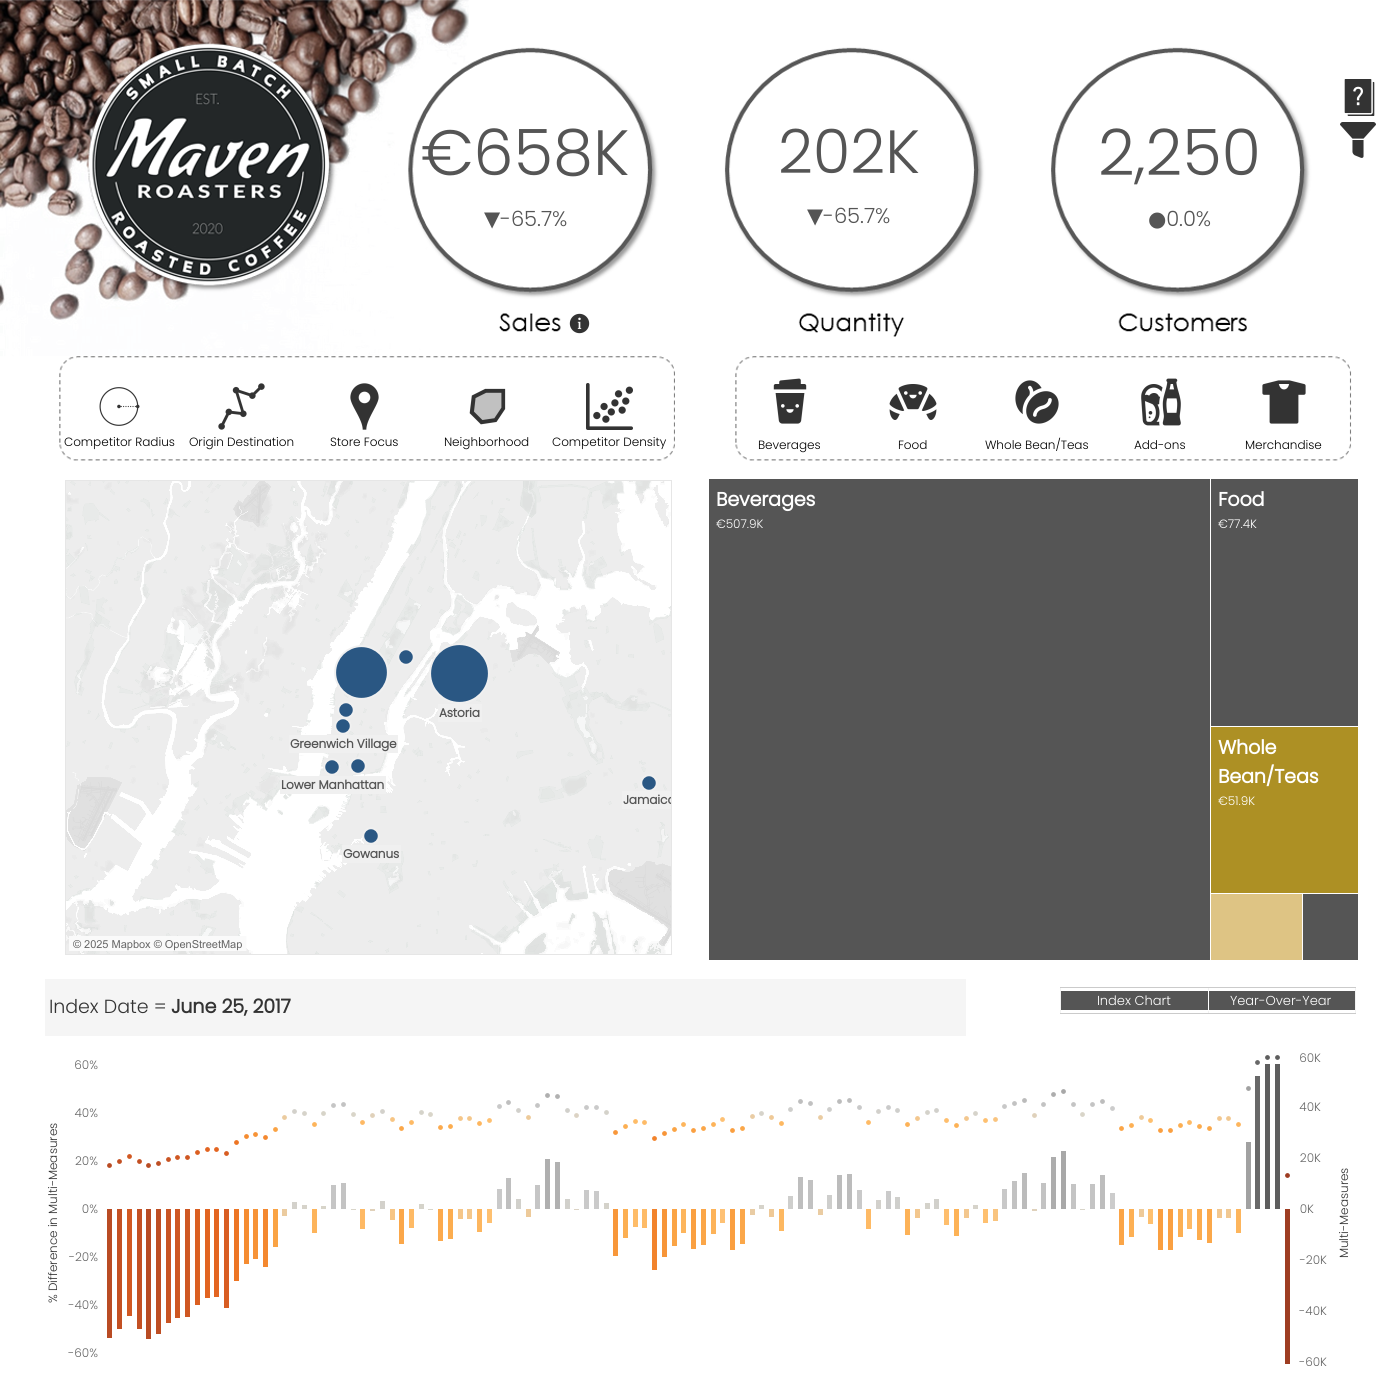 SMALL BATCH
EST.
Maven
ROASTERS
2020
ROASTED COFFEE
€658K
▼-65.7%
Sales
202K
▼-65.7%
Quantity
2,250
●0.0%
Customers
?
Competitor Radius
Origin Destination
Store Focus
Neighborhood
Competitor Density
Beverages
Food
Whole Bean/Teas
Add-ons
Merchandise
Astoria
Greenwich Village
Lower Manhattan
Jamaica
Gowanus
© 2025 Mapbox © OpenStreetMap
Beverages
€507.9K
Food
€77.4K
Whole
Bean/Teas
€51.9K
Index Date = June 25, 2017
Index Chart
Year-Over-Year
% Difference in Multi-Measures
60%
40%
20%
0%
-20%
-40%
-60%
60K
40K
20K
0K
-20K
-40K
-60K
Multi-Measures